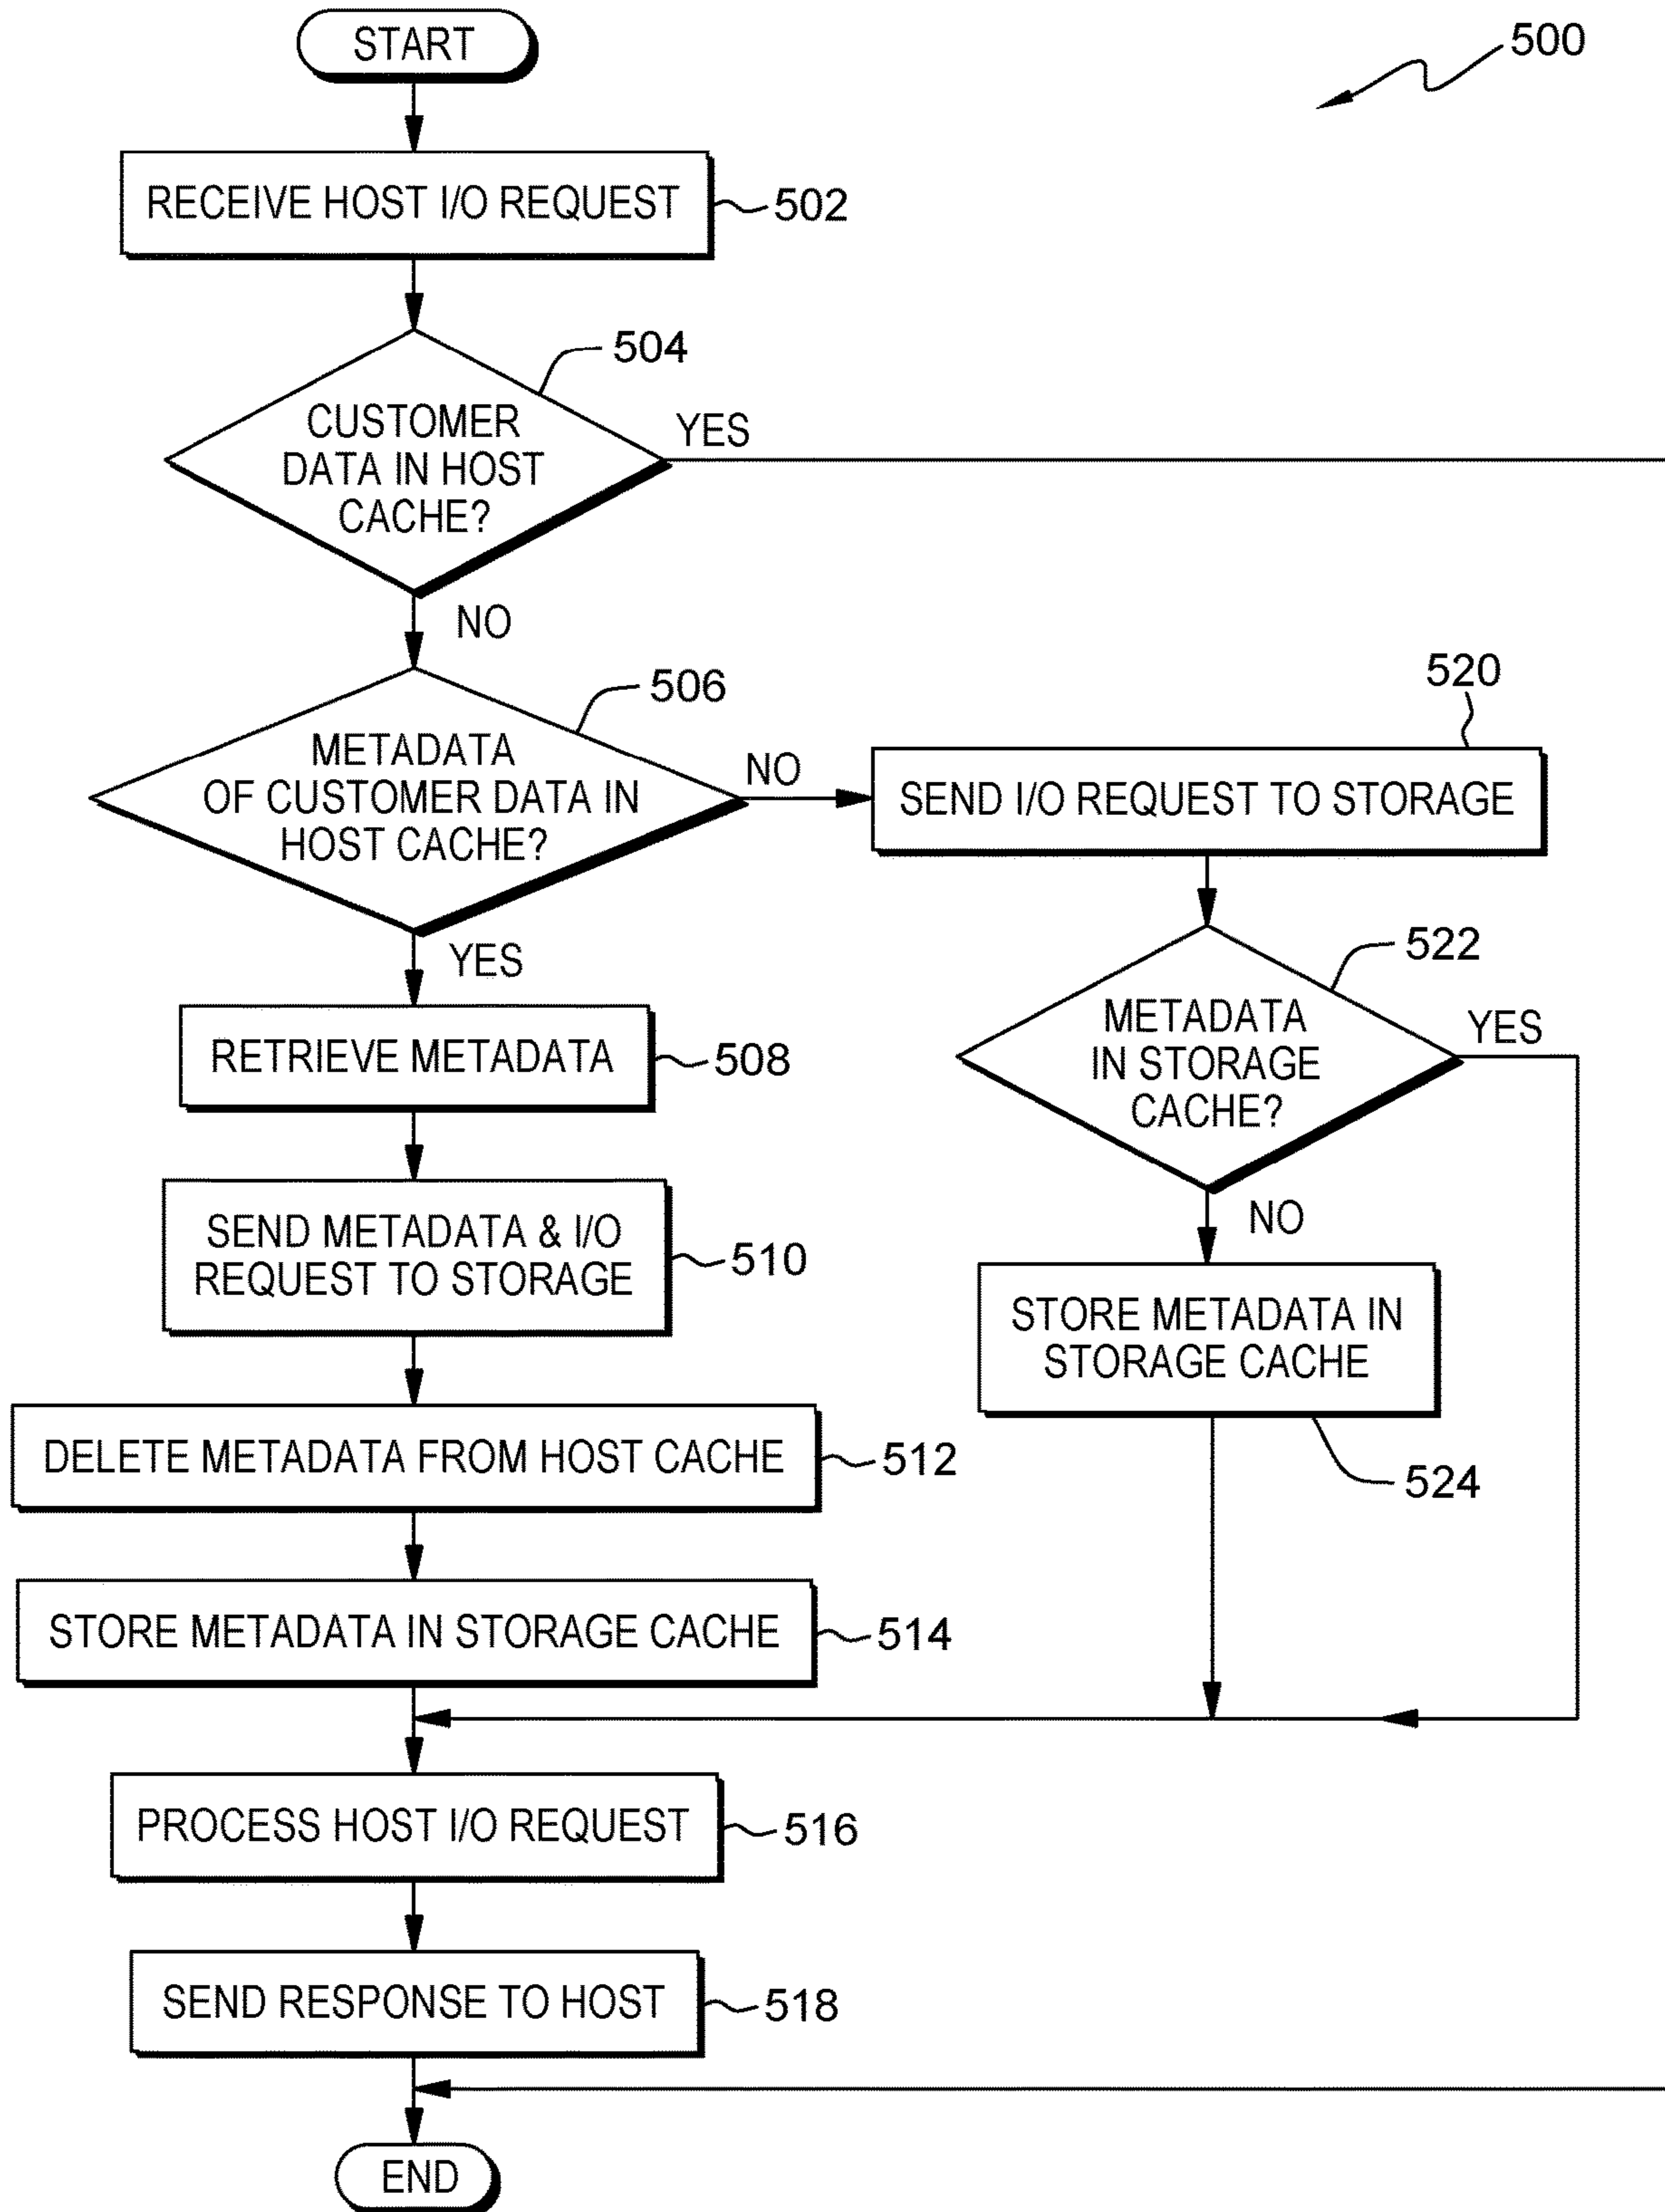 START
500
RECEIVE HOST I/O REQUEST
502
504
CUSTOMER
DATA IN HOST
CACHE?
YES
NO
506
METADATA
OF CUSTOMER DATA IN
HOST CACHE?
NO
520
SEND I/O REQUEST TO STORAGE
YES
522
METADATA
IN STORAGE
CACHE?
YES
RETRIEVE METADATA
508
NO
SEND METADATA & I/O
REQUEST TO STORAGE
510
STORE METADATA IN
STORAGE CACHE
524
DELETE METADATA FROM HOST CACHE
512
STORE METADATA IN STORAGE CACHE
514
PROCESS HOST I/O REQUEST
516
SEND RESPONSE TO HOST
518
END